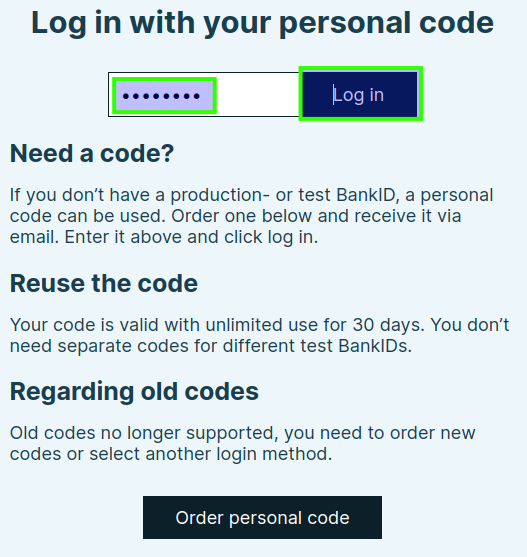 Log in with your personal code
•••••••• Log in
Need a code?
If you don’t have a production- or test BankID, a personal
code can be used. Order one below and receive it via
email. Enter it above and click log in.
Reuse the code
Your code is valid with unlimited use for 30 days. You don’t
need separate codes for different test BankIDs.
Regarding old codes
Old codes no longer supported, you need to order new
codes or select another login method.
Order personal code